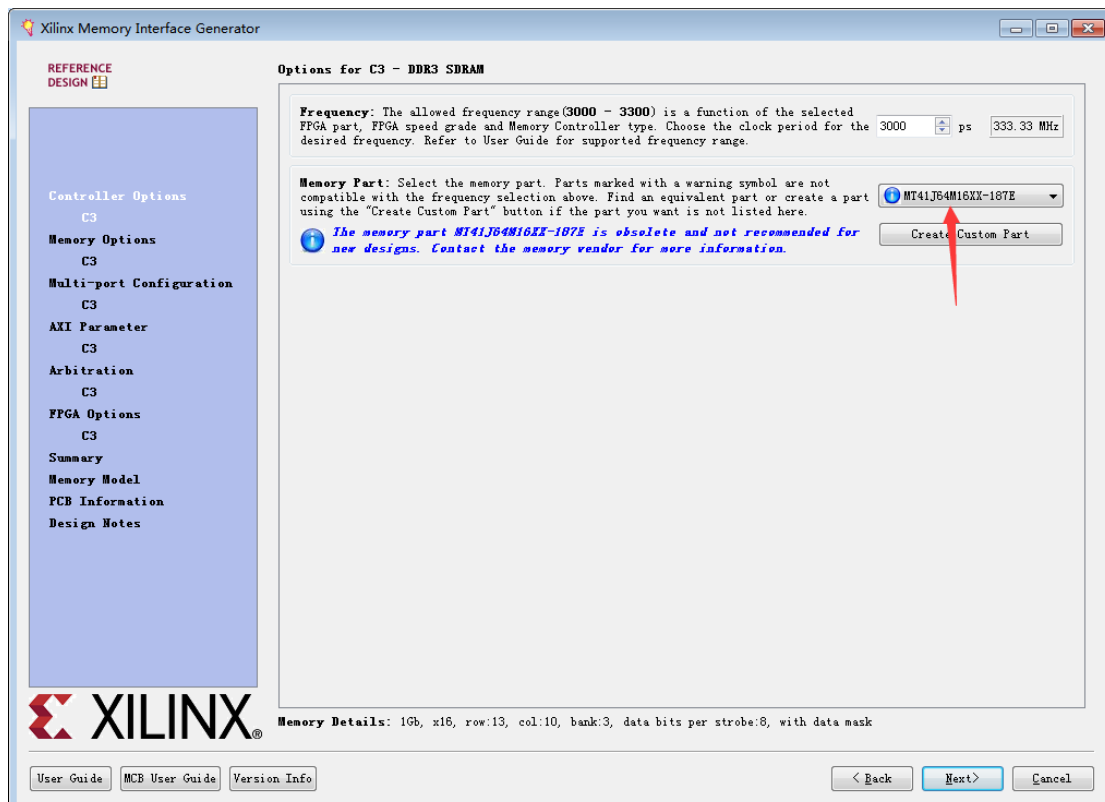 Xilinx Memory Interface Generator
REFERENCE
DESIGN
Controller Options
C3
Memory Options
C3
Multi-port Configuration
C3
AXI Parameter
C3
Arbitration
C3
FPGA Options
C3
Summary
Memory Model
PCB Information
Design Notes
XILINX®
Options for C3 - DDR3 SDRAM
Frequency: The allowed frequency range(3000 - 3300) is a function of the selected
FPGA part, FPGA speed grade and Memory Controller type. Choose the clock period for the
desired frequency. Refer to User Guide for supported frequency range.
3000 ps 333.33 MHz
Memory Part: Select the memory part. Parts marked with a warning symbol are not
compatible with the frequency selection above. Find an equivalent part or create a part
using the "Create Custom Part" button if the part you want is not listed here.
MT41J64M16XX-187E
The memory part MT41J64M16XX-187E is obsolete and not recommended for
new designs. Contact the memory vendor for more information.
Create Custom Part
Memory Details: 1Gb, x16, row:13, col:10, bank:3, data bits per strobe:8, with data mask
User Guide MCB User Guide Version Info < Back Next> Cancel